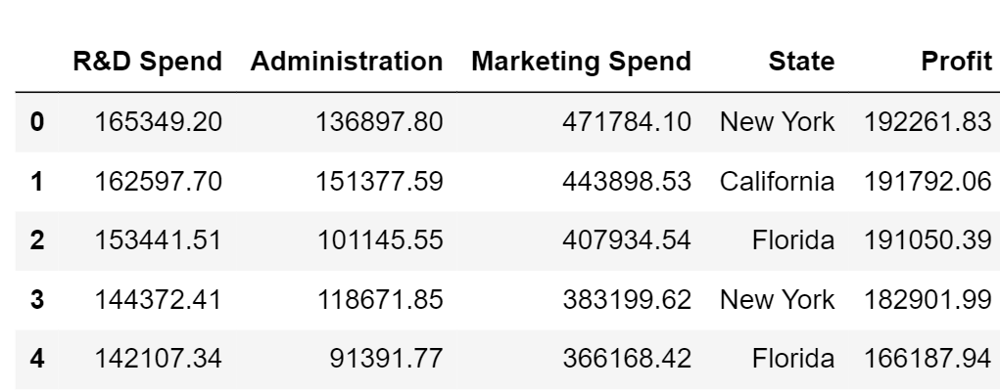 R&D Spend Administration Marketing Spend State Profit
0 165349.20 136897.80 471784.10 New York 192261.83
1 162597.70 151377.59 443898.53 California 191792.06
2 153441.51 101145.55 407934.54 Florida 191050.39
3 144372.41 118671.85 383199.62 New York 182901.99
4 142107.34 91391.77 366168.42 Florida 166187.94